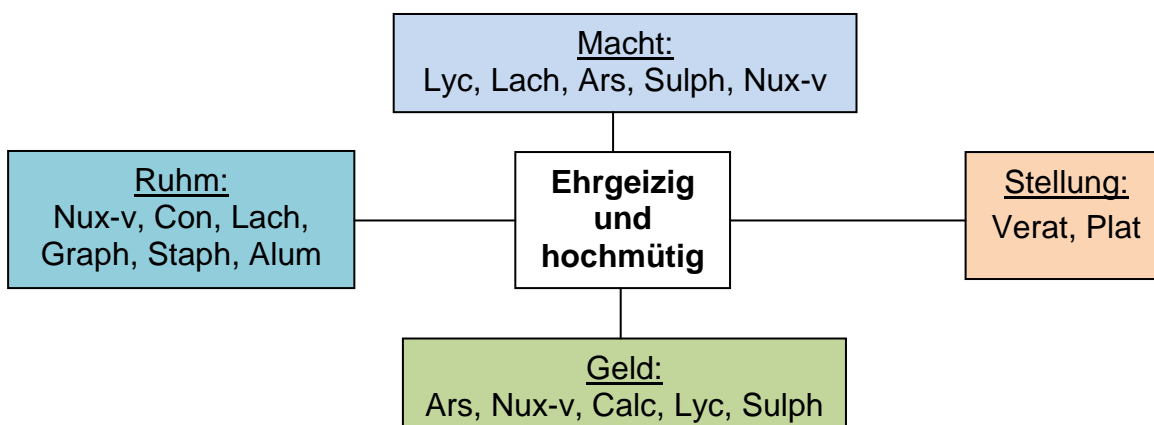 Macht:
Lyc, Lach, Ars, Sulph, Nux-v
Ruhm:
Nux-v, Con, Lach,
Graph, Staph, Alum
Ehrgeizig
und
hochmütig
Stellung:
Verat, Plat
Geld:
Ars, Nux-v, Calc, Lyc, Sulph